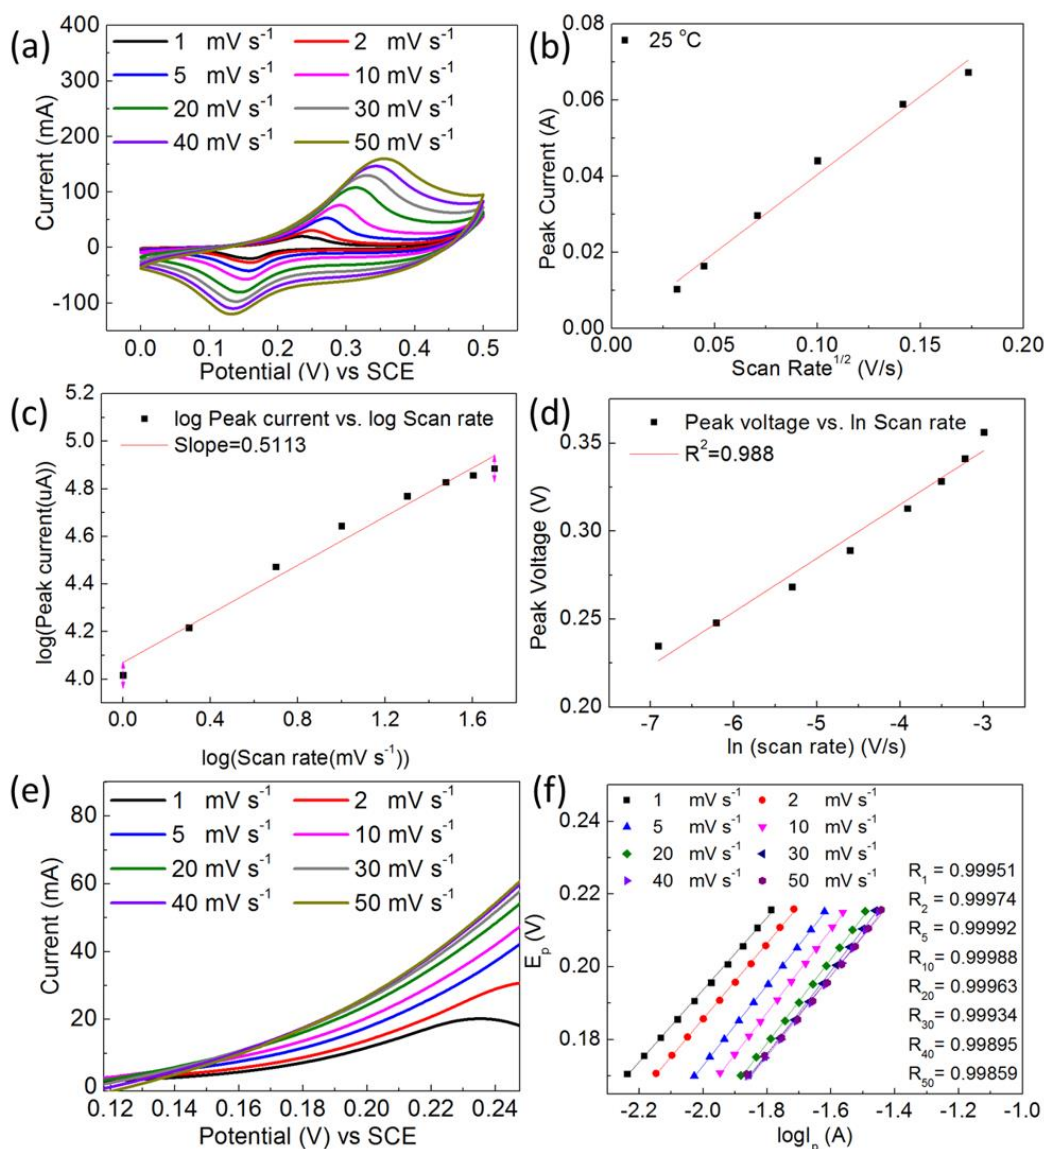 (a)
1 mV s⁻¹ 2 mV s⁻¹
5 mV s⁻¹ 10 mV s⁻¹
20 mV s⁻¹ 30 mV s⁻¹
40 mV s⁻¹ 50 mV s⁻¹
Current (mA)
400
300
200
100
0
-100
0.0 0.1 0.2 0.3 0.4 0.5
Potential (V) vs SCE
(b)
25 °C
Peak Current (A)
0.08
0.06
0.04
0.02
0.00
0.00 0.05 0.10 0.15 0.20
Scan Rate^1/2 (V/s)
(c)
log Peak current vs. log Scan rate
Slope=0.5113
log(Peak current(uA))
5.2
5.0
4.8
4.6
4.4
4.2
4.0
0.0 0.4 0.8 1.2 1.6
log(Scan rate(mV s⁻¹))
(d)
Peak voltage vs. ln Scan rate
R²=0.988
Peak Voltage (V)
0.35
0.30
0.25
0.20
-7 -6 -5 -4 -3
ln (scan rate) (V/s)
(e)
1 mV s⁻¹ 2 mV s⁻¹
5 mV s⁻¹ 10 mV s⁻¹
20 mV s⁻¹ 30 mV s⁻¹
40 mV s⁻¹ 50 mV s⁻¹
Current (mA)
80
60
40
20
0
0.12 0.14 0.16 0.18 0.20 0.22 0.24
Potential (V) vs SCE
(f)
1 mV s⁻¹ 2 mV s⁻¹
5 mV s⁻¹ 10 mV s⁻¹
20 mV s⁻¹ 30 mV s⁻¹
40 mV s⁻¹ 50 mV s⁻¹
R₁ = 0.99951
R₂ = 0.99974
R₅ = 0.99992
R₁₀ = 0.99988
R₂₀ = 0.99963
R₃₀ = 0.99934
R₄₀ = 0.99895
R₅₀ = 0.99859
Eₚ (V)
0.24
0.22
0.20
0.18
-2.2 -2.0 -1.8 -1.6 -1.4 -1.2 -1.0
logIₚ (A)